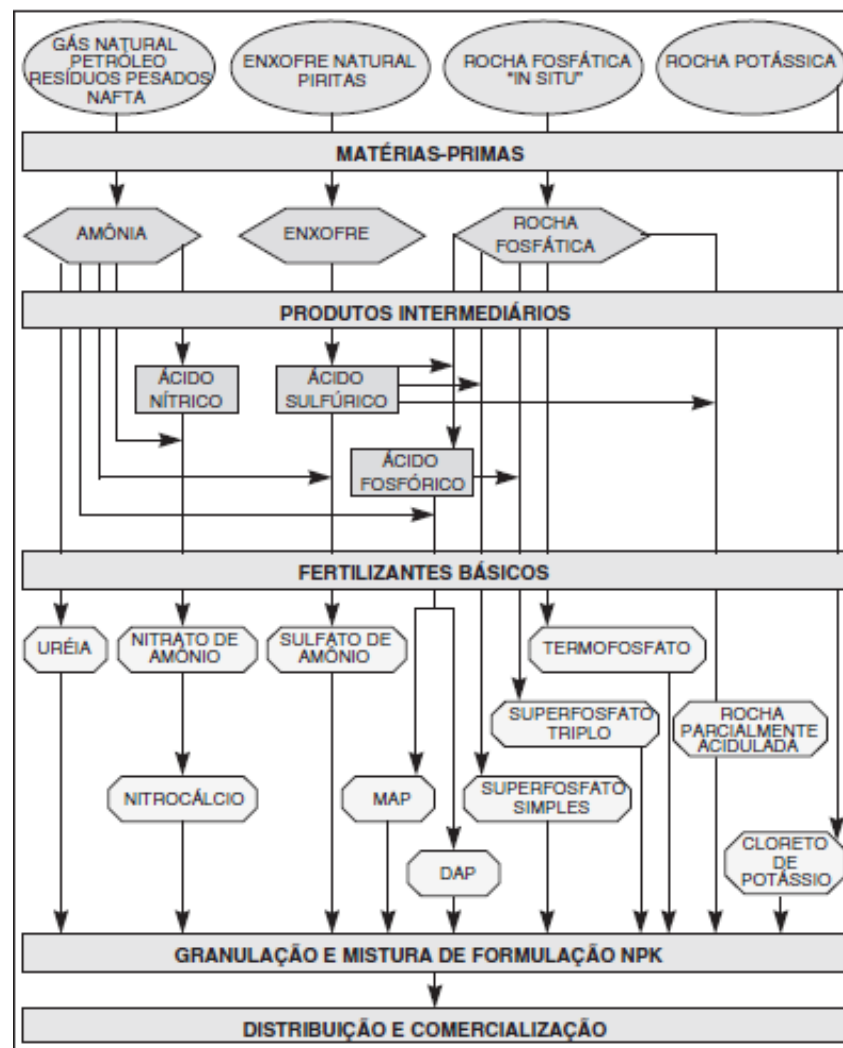 GÁS NATURAL
PETRÓLEO
RESÍDUOS PESADOS
NAFTA
ENXOFRE NATURAL
PIRITAS
ROCHA FOSFÁTICA
“IN SITU”
ROCHA POTÁSSICA
MATÉRIAS-PRIMAS
AMÔNIA
ENXOFRE
ROCHA
FOSFÁTICA
PRODUTOS INTERMEDIÁRIOS
ÁCIDO
NÍTRICO
ÁCIDO
SULFÚRICO
ÁCIDO
FOSFÓRICO
FERTILIZANTES BÁSICOS
URÉIA
NITRATO DE
AMÔNIO
SULFATO DE
AMÔNIO
TERMOFOSFATO
SUPERFOSFATO
TRIPLO
ROCHA
PARCIALMENTE
ACIDULADA
NITROCÁLCIO
MAP
SUPERFOSFATO
SIMPLES
DAP
CLORETO
DE
POTÁSSIO
GRANULAÇÃO E MISTURA DE FORMULAÇÃO NPK
DISTRIBUIÇÃO E COMERCIALIZAÇÃO